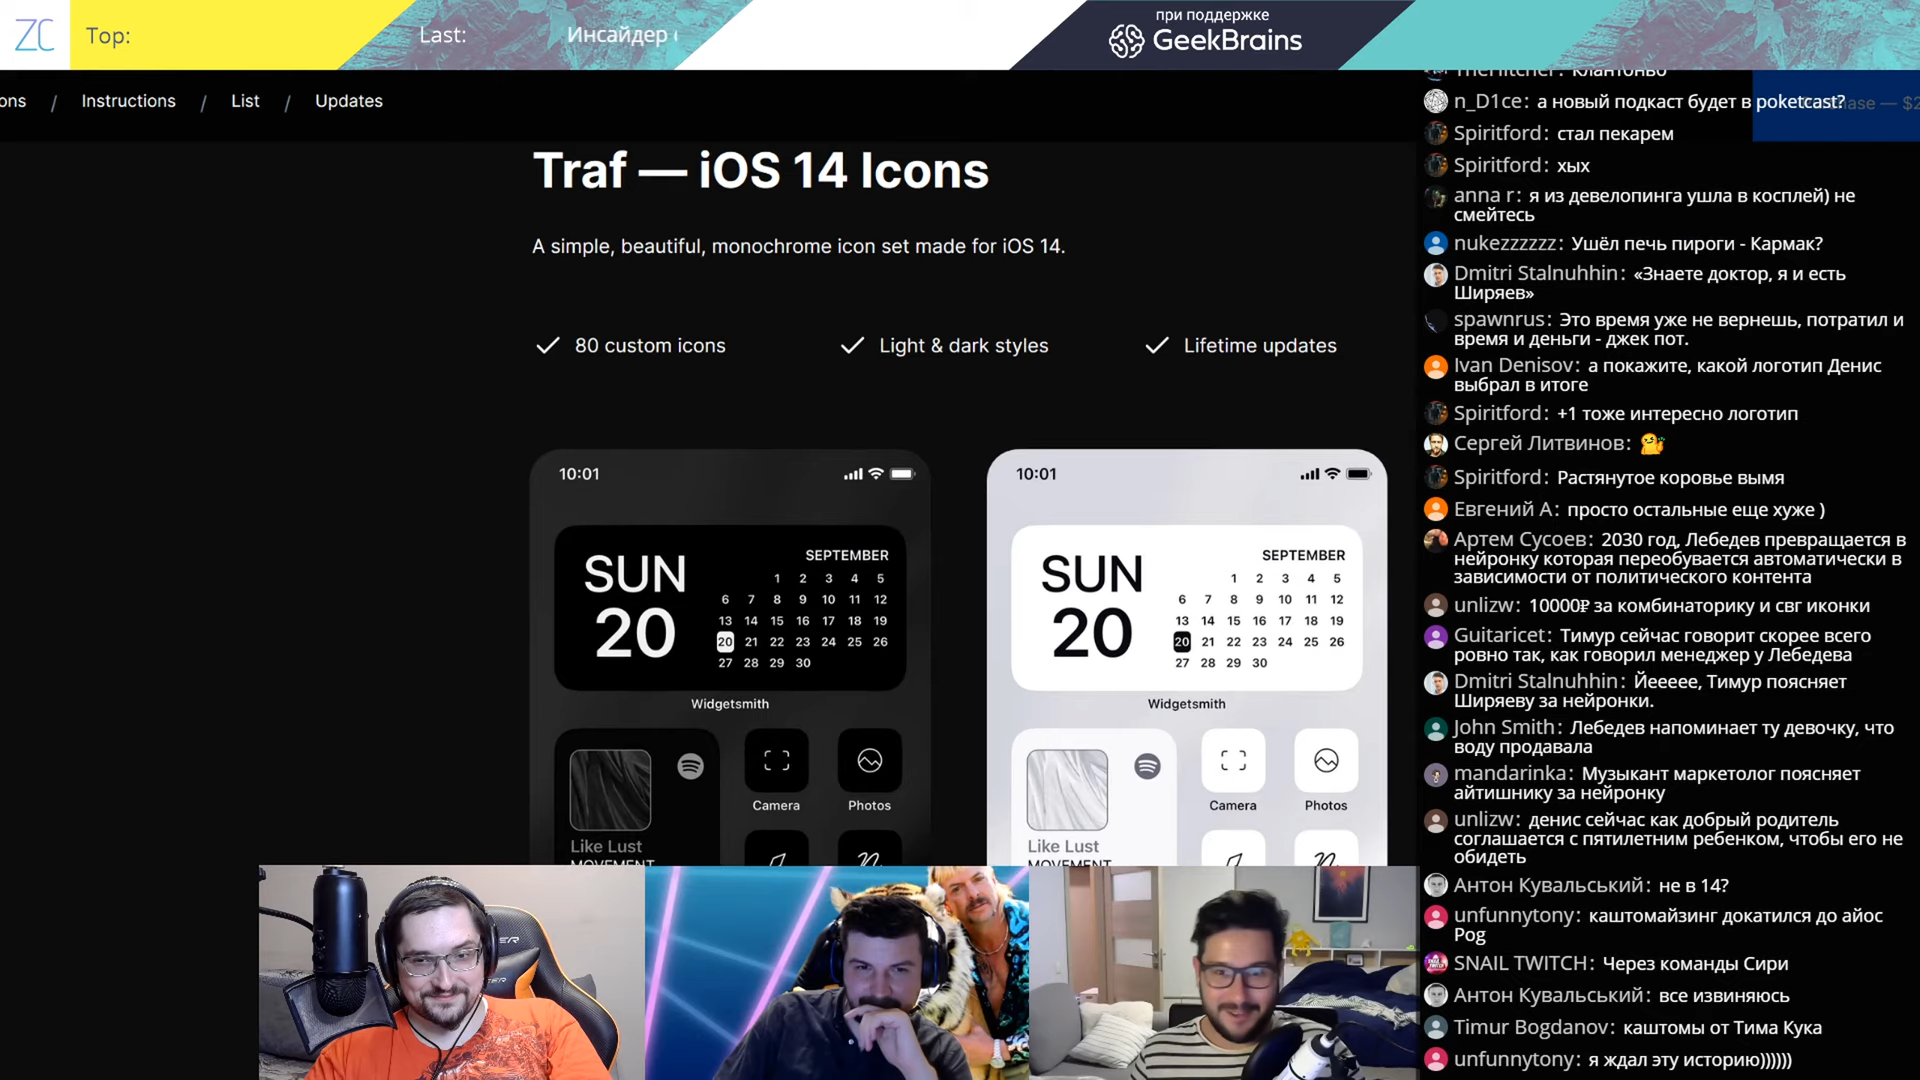 ZC
Top:
Last:
Инсайдер
при поддержке
GeekBrains
ons / Instructions / List / Updates
Traf — iOS 14 Icons
A simple, beautiful, monochrome icon set made for iOS 14.
80 custom icons
Light & dark styles
Lifetime updates
10:01
SUN
20
SEPTEMBER
1 2 3 4 5
6 7 8 9 10 11 12
13 14 15 16 17 18 19
20 21 22 23 24 25 26
27 28 29 30
Widgetsmith
Camera
Photos
Like Lust
MOVEMENT
10:01
SUN
20
SEPTEMBER
1 2 3 4 5
6 7 8 9 10 11 12
13 14 15 16 17 18 19
20 21 22 23 24 25 26
27 28 29 30
Widgetsmith
Camera
Photos
Like Lust
MOVEMENT
TheHitcher: Клантоньо
n_D1ce: а новый подкаст будет в poketcast?
Spiritford: стал пекарем
Spiritford: хых
anna r: я из девелопинга ушла в косплей) не
смейтесь
nukezzzzzz: Ушёл печь пироги - Кармак?
Dmitri Stalnuhhin: «Знаете доктор, я и есть
Ширяев»
spawnrus: Это время уже не вернешь, потратил и
время и деньги - джек пот.
Ivan Denisov: а покажите, какой логотип Денис
выбрал в итоге
Spiritford: +1 тоже интересно логотип
Сергей Литвинов:
Spiritford: Растянутое коровье вымя
Евгений А: просто остальные еще хуже )
Артем Сусоев: 2030 год, Лебедев превращается в
нейронку которая переобувается автоматически в
зависимости от политического контента
unlizw: 10000₽ за комбинаторику и свг иконки
Guitaricet: Тимур сейчас говорит скорее всего
ровно так, как говорил менеджер у Лебедева
Dmitri Stalnuhhin: Йеееее, Тимур поясняет
Ширяеву за нейронки.
John Smith: Лебедев напоминает ту девочку, что
воду продавала
mandarinka: Музыкант маркетолог поясняет
айтишнику за нейронку
unlizw: денис сейчас как добрый родитель
соглашается с пятилетним ребенком, чтобы его не
обидеть
Антон Кувальський: не в 14?
unfunnytony: каштомайзинг докатился до айос
Pog
SNAIL TWITCH: Через команды Сири
Антон Кувальський: все извиняюсь
Timur Bogdanov: каштомы от Тима Кука
unfunnytony: я ждал эту историю))))))